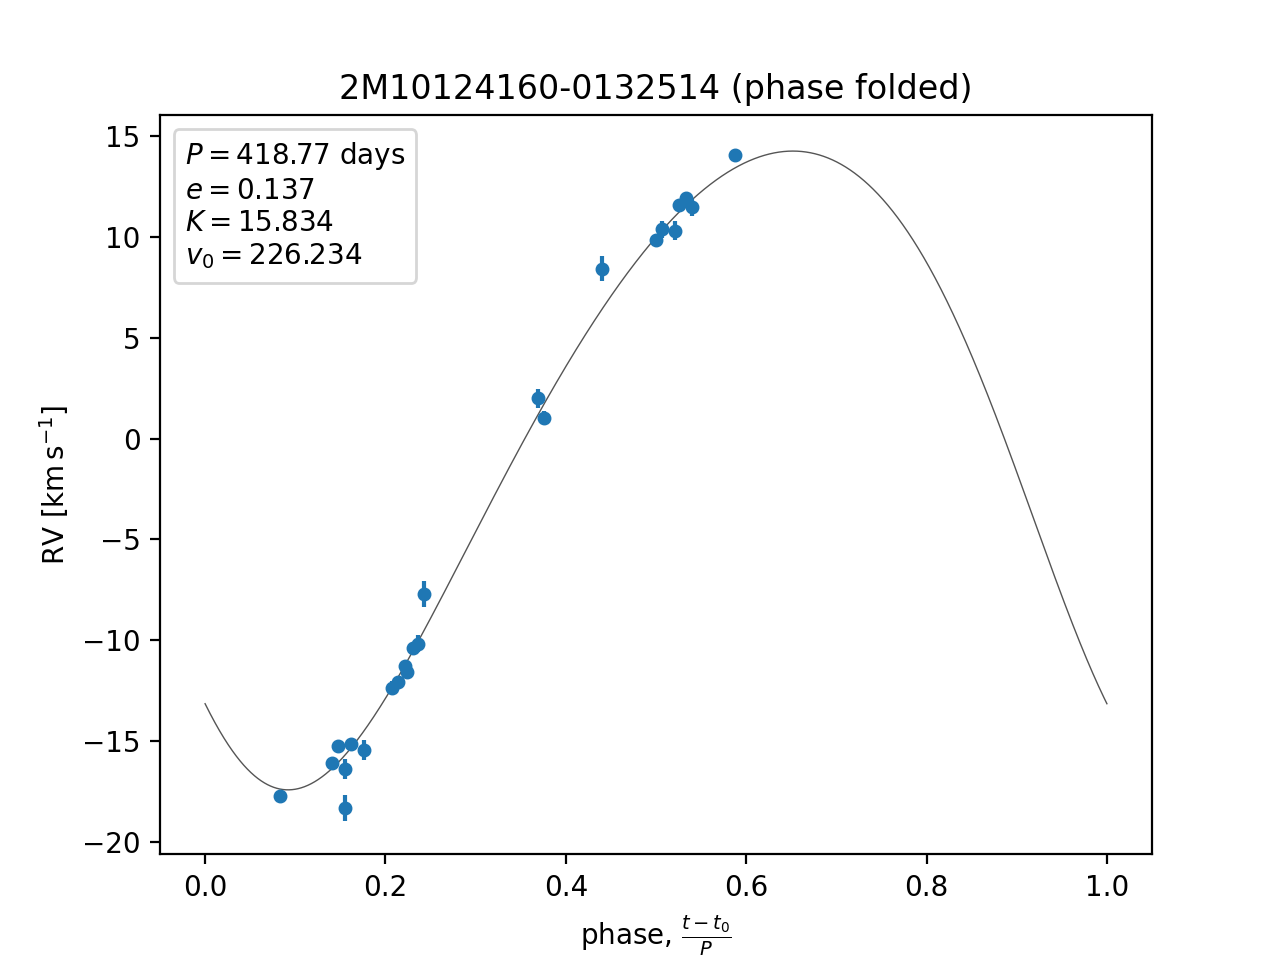 2M10124160-0132514 (phase folded)
P = 418.77 days
e = 0.137
K = 15.834
v₀ = 226.234
15
10
5
0
−5
−10
−15
−20
RV [km s⁻¹]
0.0 0.2 0.4 0.6 0.8 1.0
phase, (t − t₀)/P